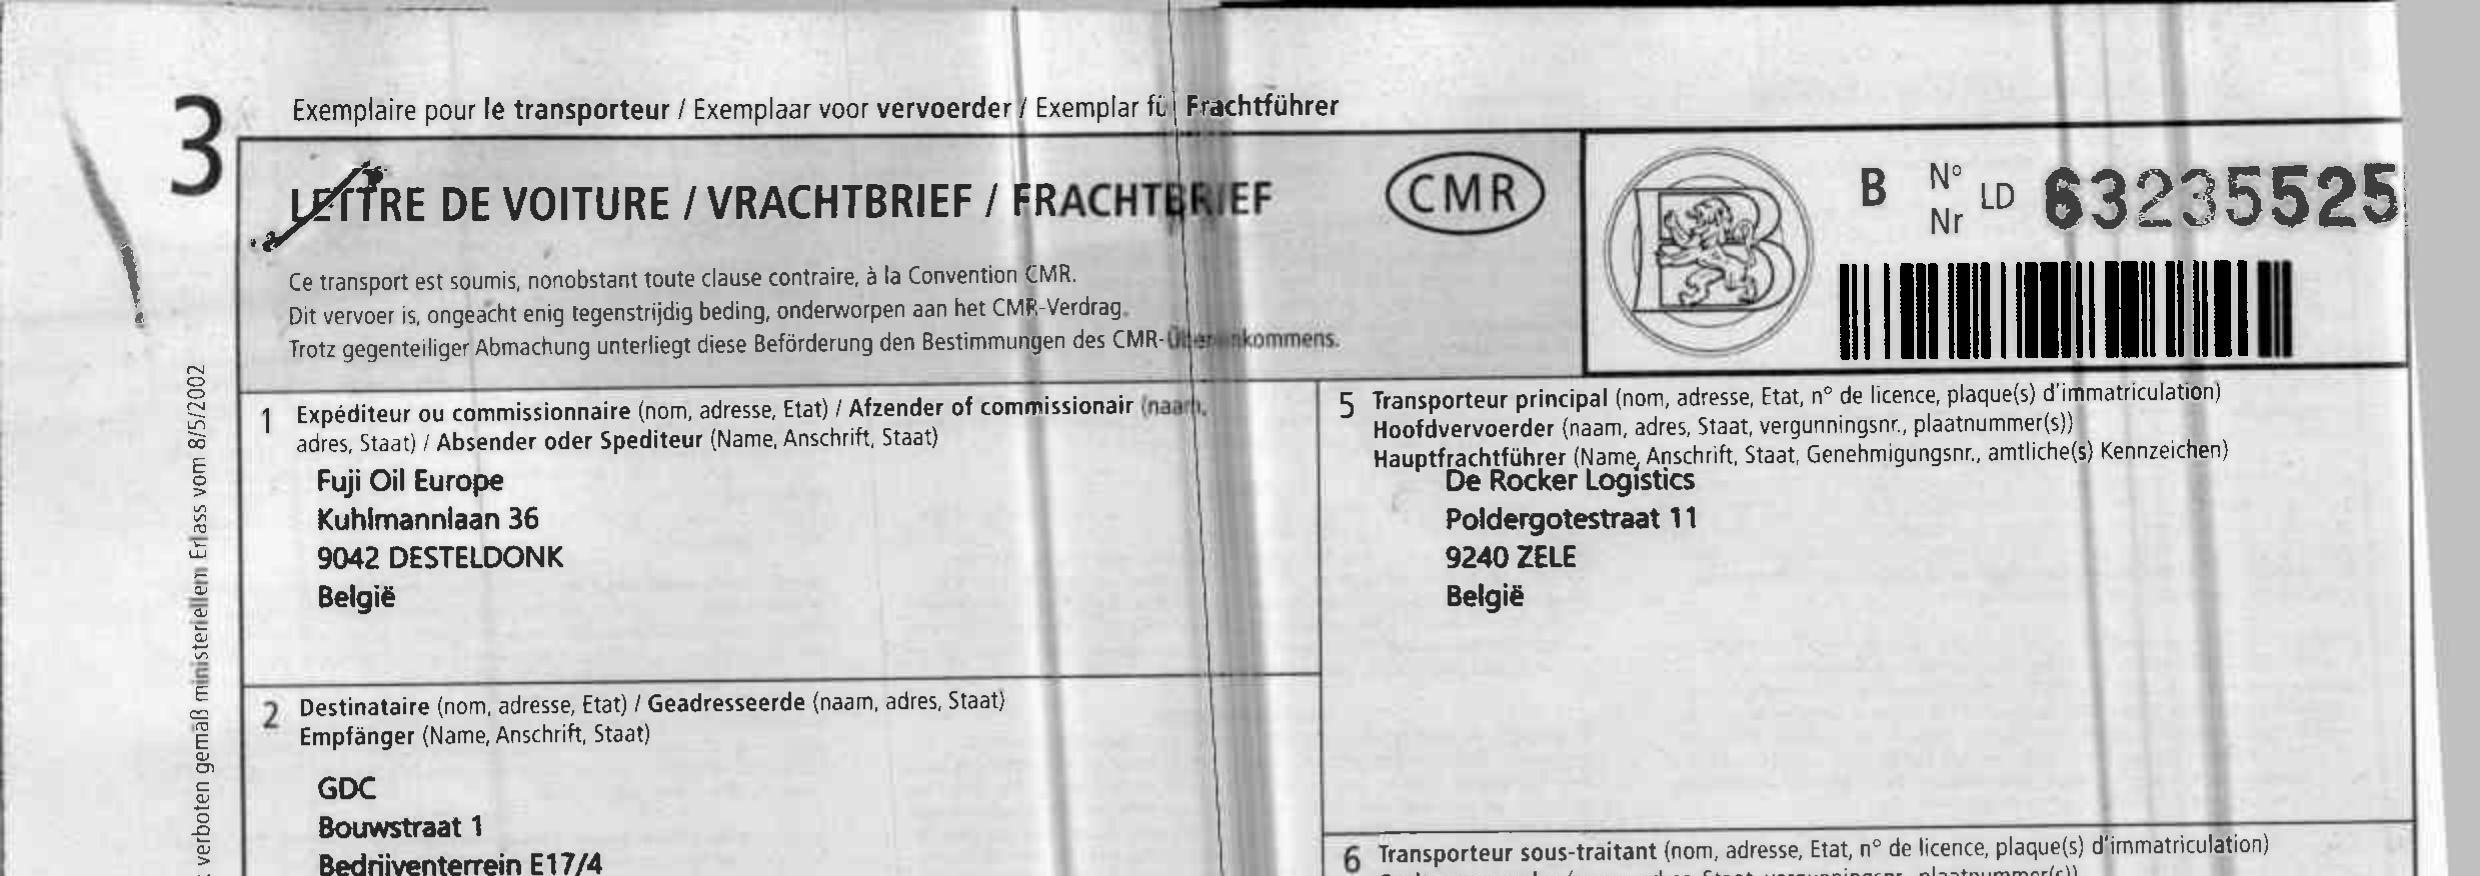 3
Exemplaire pour le transporteur / Exemplaar voor vervoerder / Exemplar fü Frachtführer
LETTRE DE VOITURE / VRACHTBRIEF / FRACHTBRIEF
CMR
B N° Nr LD 63235525
Ce transport est soumis, nonobstant toute clause contraire, à la Convention CMR.
Dit vervoer is, ongeacht enig tegenstrijdig beding, onderworpen aan het CMR-Verdrag.
Trotz gegenteiliger Abmachung unterliegt diese Beförderung den Bestimmungen des CMR-Übereinkommens.
1 Expéditeur ou commissionnaire (nom, adresse, Etat) / Afzender of commissionair (naam,
adres, Staat) / Absender oder Spediteur (Name, Anschrift, Staat)
Fuji Oil Europe
Kuhlmannlaan 36
9042 DESTELDONK
België
5 Transporteur principal (nom, adresse, Etat, n° de licence, plaque(s) d'immatriculation)
Hoofdvervoerder (naam, adres, Staat, vergunningsnr., plaatnummer(s))
Hauptfrachtführer (Name, Anschrift, Staat, Genehmigungsnr., amtliche(s) Kennzeichen)
De Rocker Logistics
Poldergotestraat 11
9240 ZELE
België
2 Destinataire (nom, adresse, Etat) / Geadresseerde (naam, adres, Staat)
Empfänger (Name, Anschrift, Staat)
GDC
Bouwstraat 1
Bedrijventerrein E17/4
6 Transporteur sous-traitant (nom, adresse, Etat, n° de licence, plaque(s) d'immatriculation)
verboten gemäß ministeriellem Erlass vom 8/5/2002